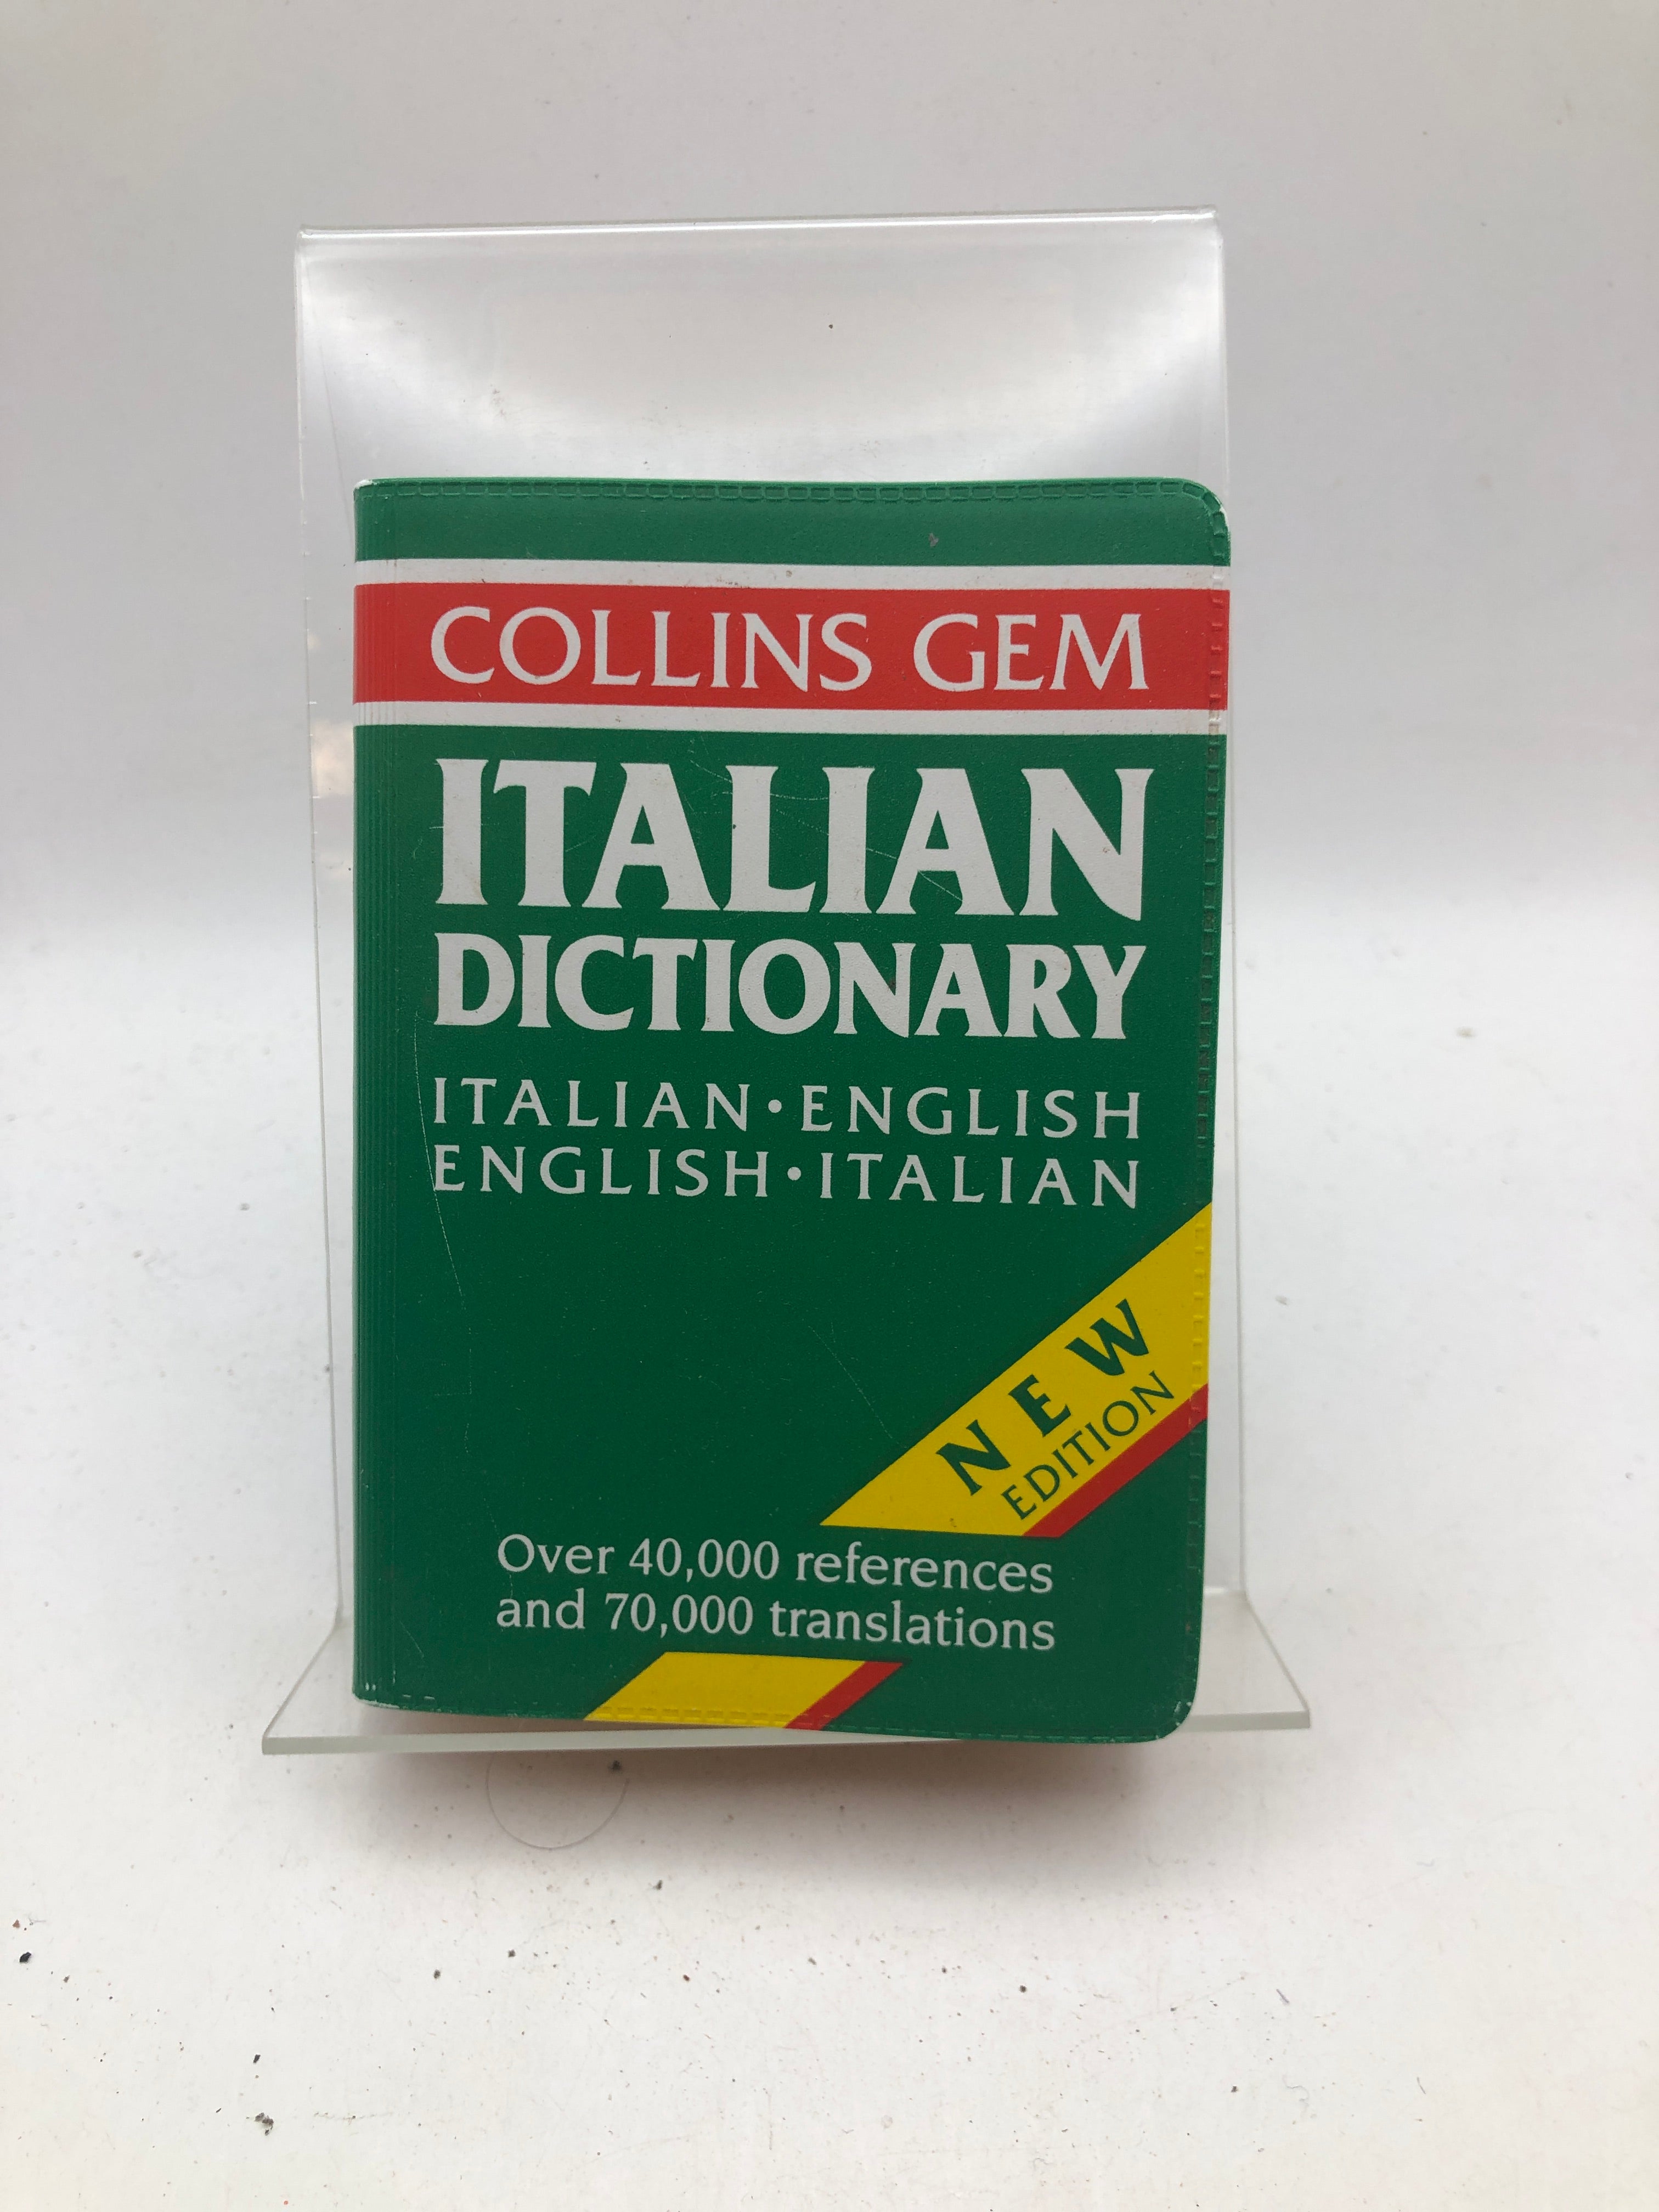 COLLINS GEM
ITALIAN
DICTIONARY
ITALIAN•ENGLISH
ENGLISH•ITALIAN
NEW
EDITION
Over 40,000 references
and 70,000 translations